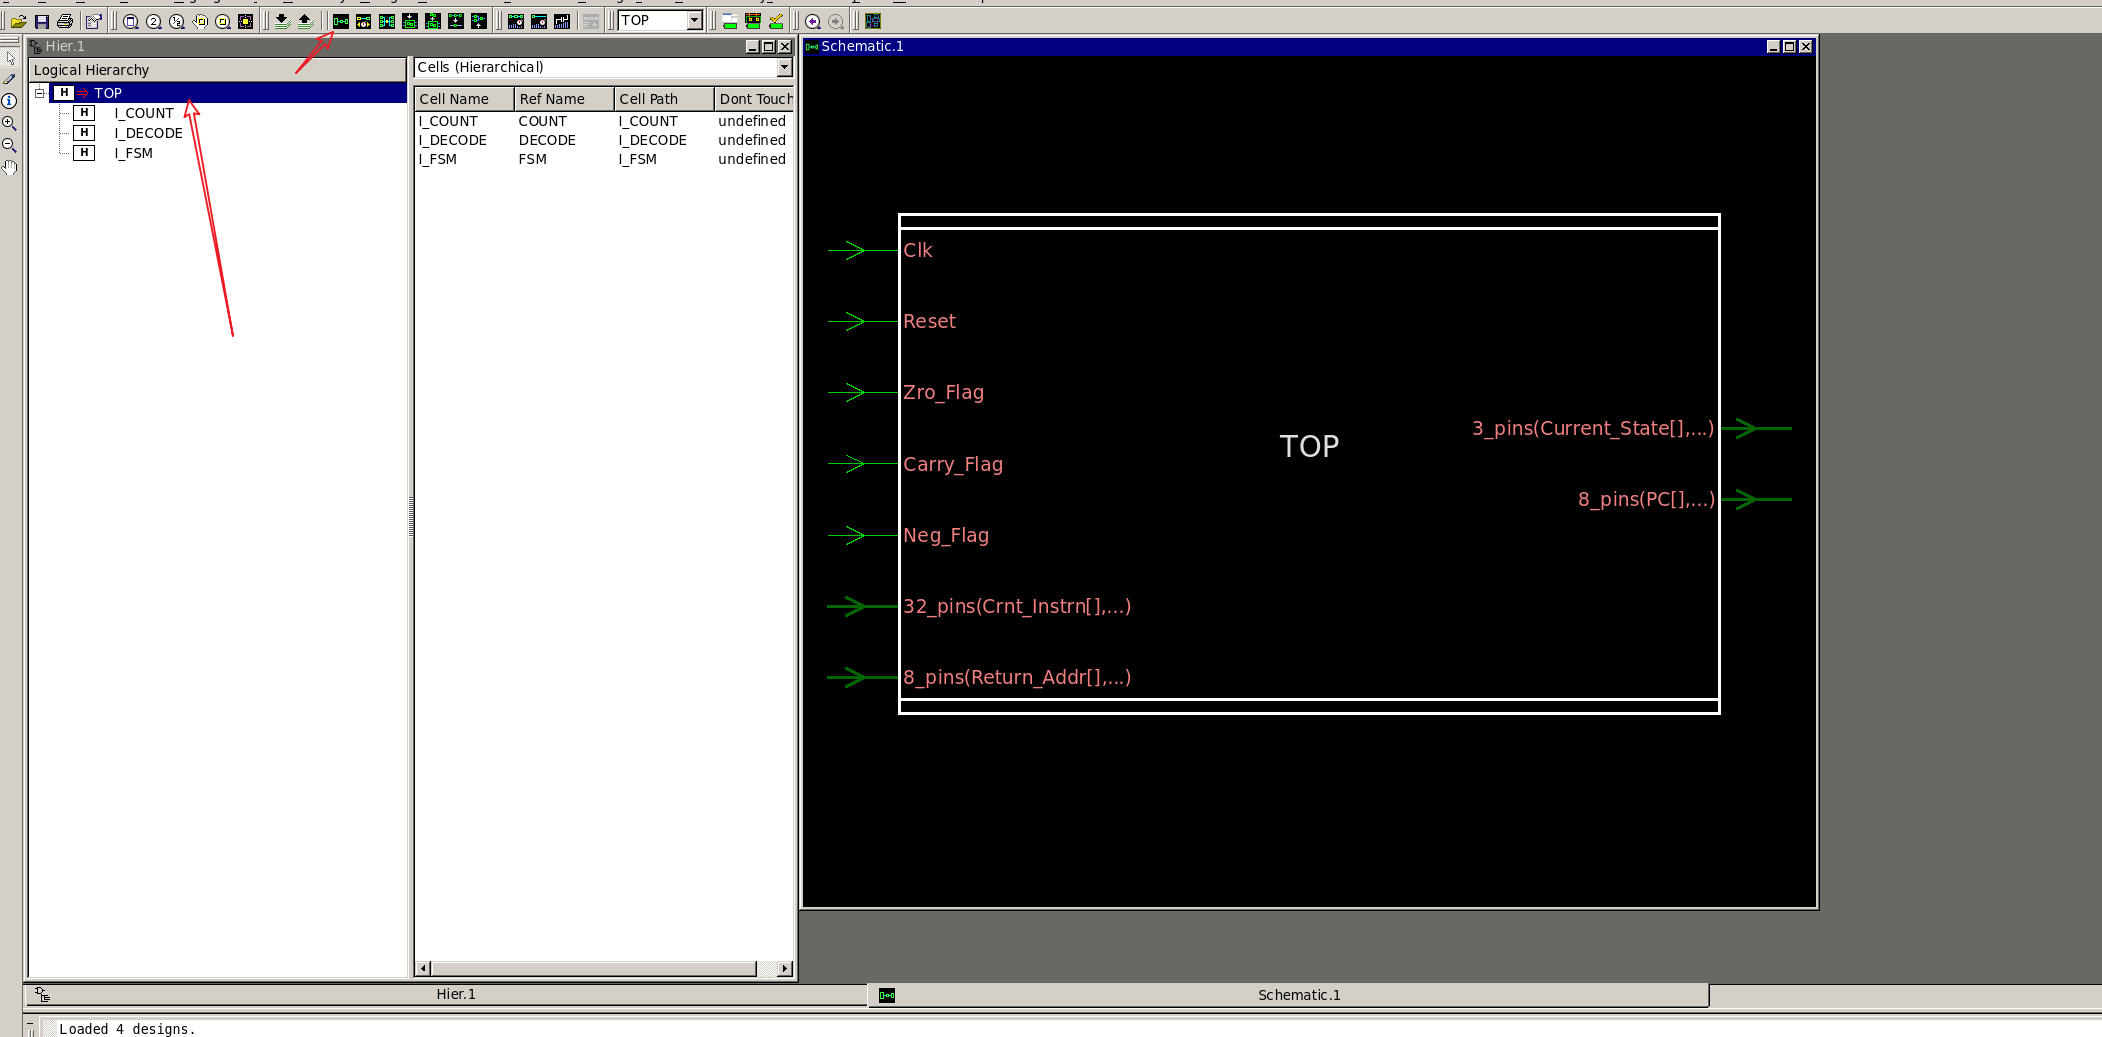 TOP
Hier.1
Logical Hierarchy
H TOP
H I_COUNT
H I_DECODE
H I_FSM
Cells (Hierarchical)
Cell Name Ref Name Cell Path Dont Touch
I_COUNT COUNT I_COUNT undefined
I_DECODE DECODE I_DECODE undefined
I_FSM FSM I_FSM undefined
Schematic.1
Clk
Reset
Zro_Flag
Carry_Flag
Neg_Flag
32_pins(Crnt_Instrn[],...)
8_pins(Return_Addr[],...)
TOP
3_pins(Current_State[],...)
8_pins(PC[],...)
Hier.1
Schematic.1
Loaded 4 designs.